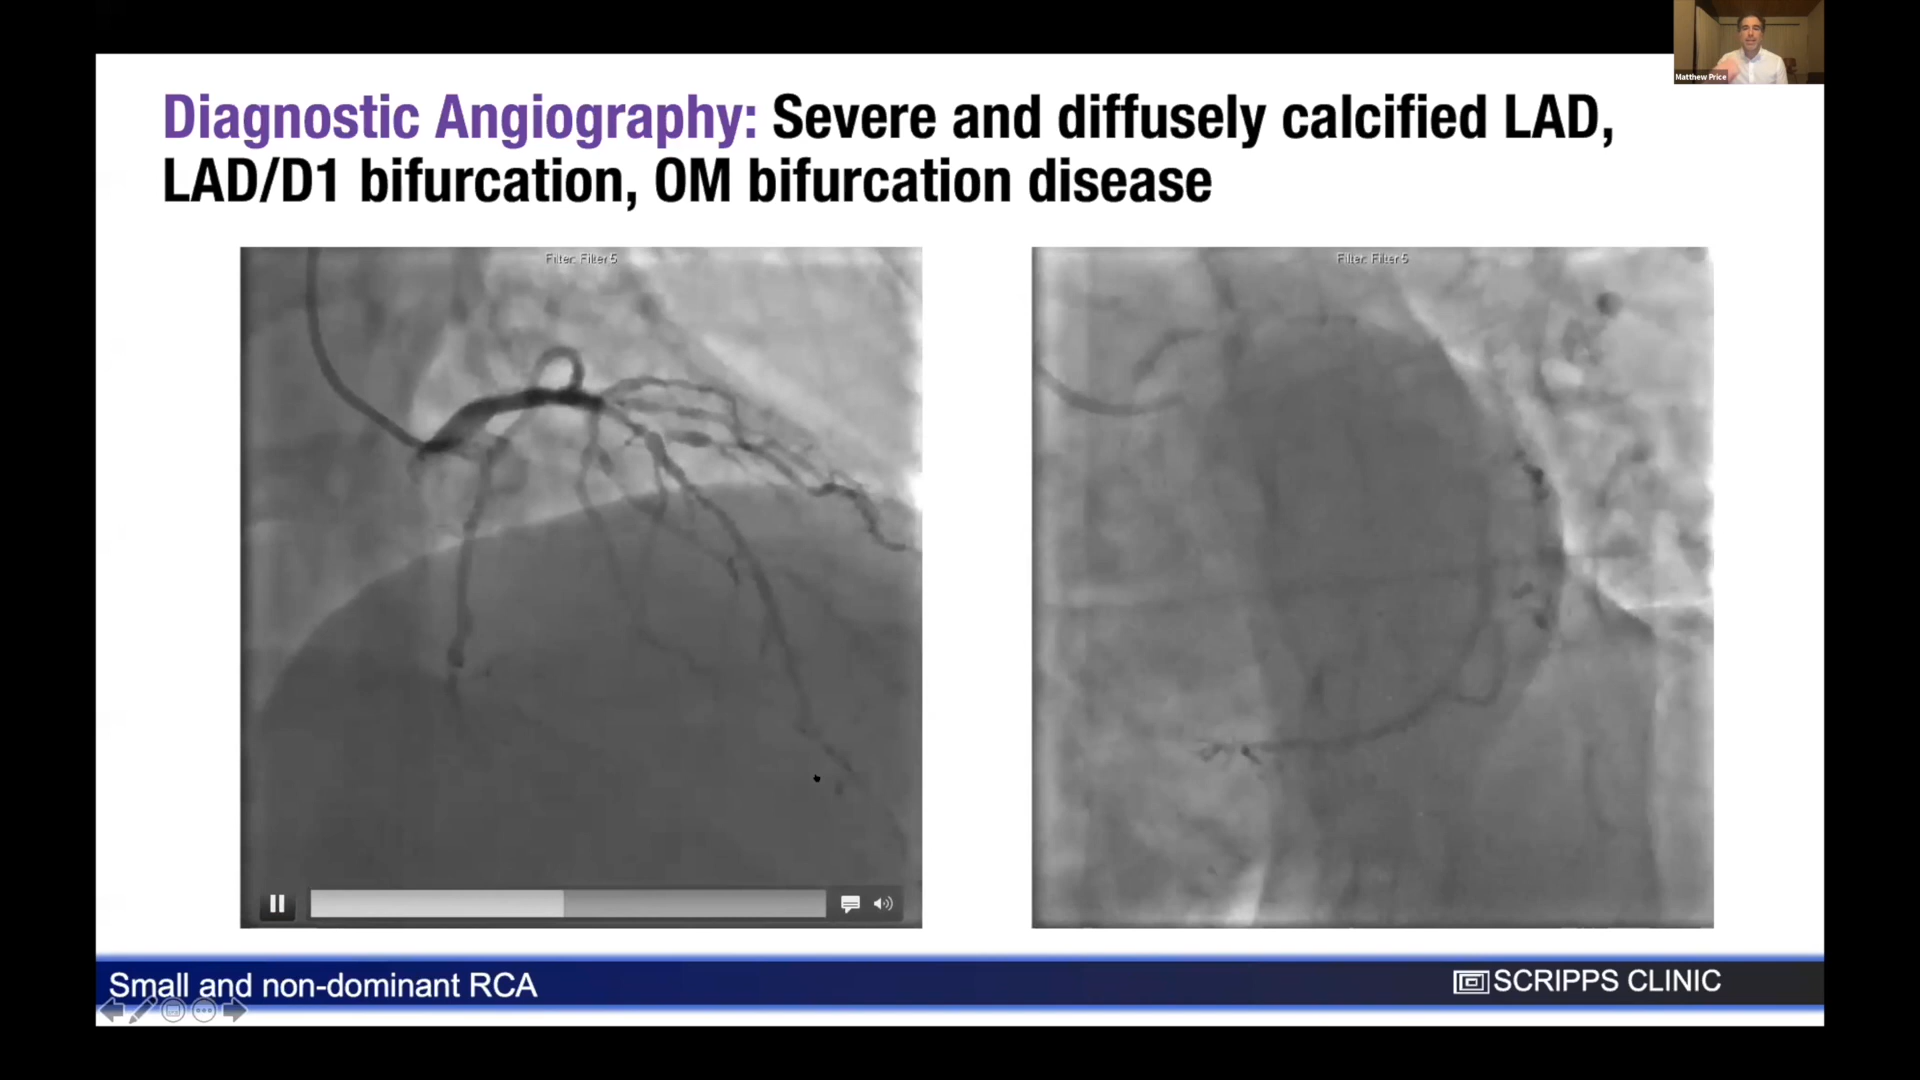 Matthew Price
Diagnostic Angiography: Severe and diffusely calcified LAD,
LAD/D1 bifurcation, OM bifurcation disease
Filter: Filter 5
Filter: Filter 5
Small and non-dominant RCA
SCRIPPS CLINIC